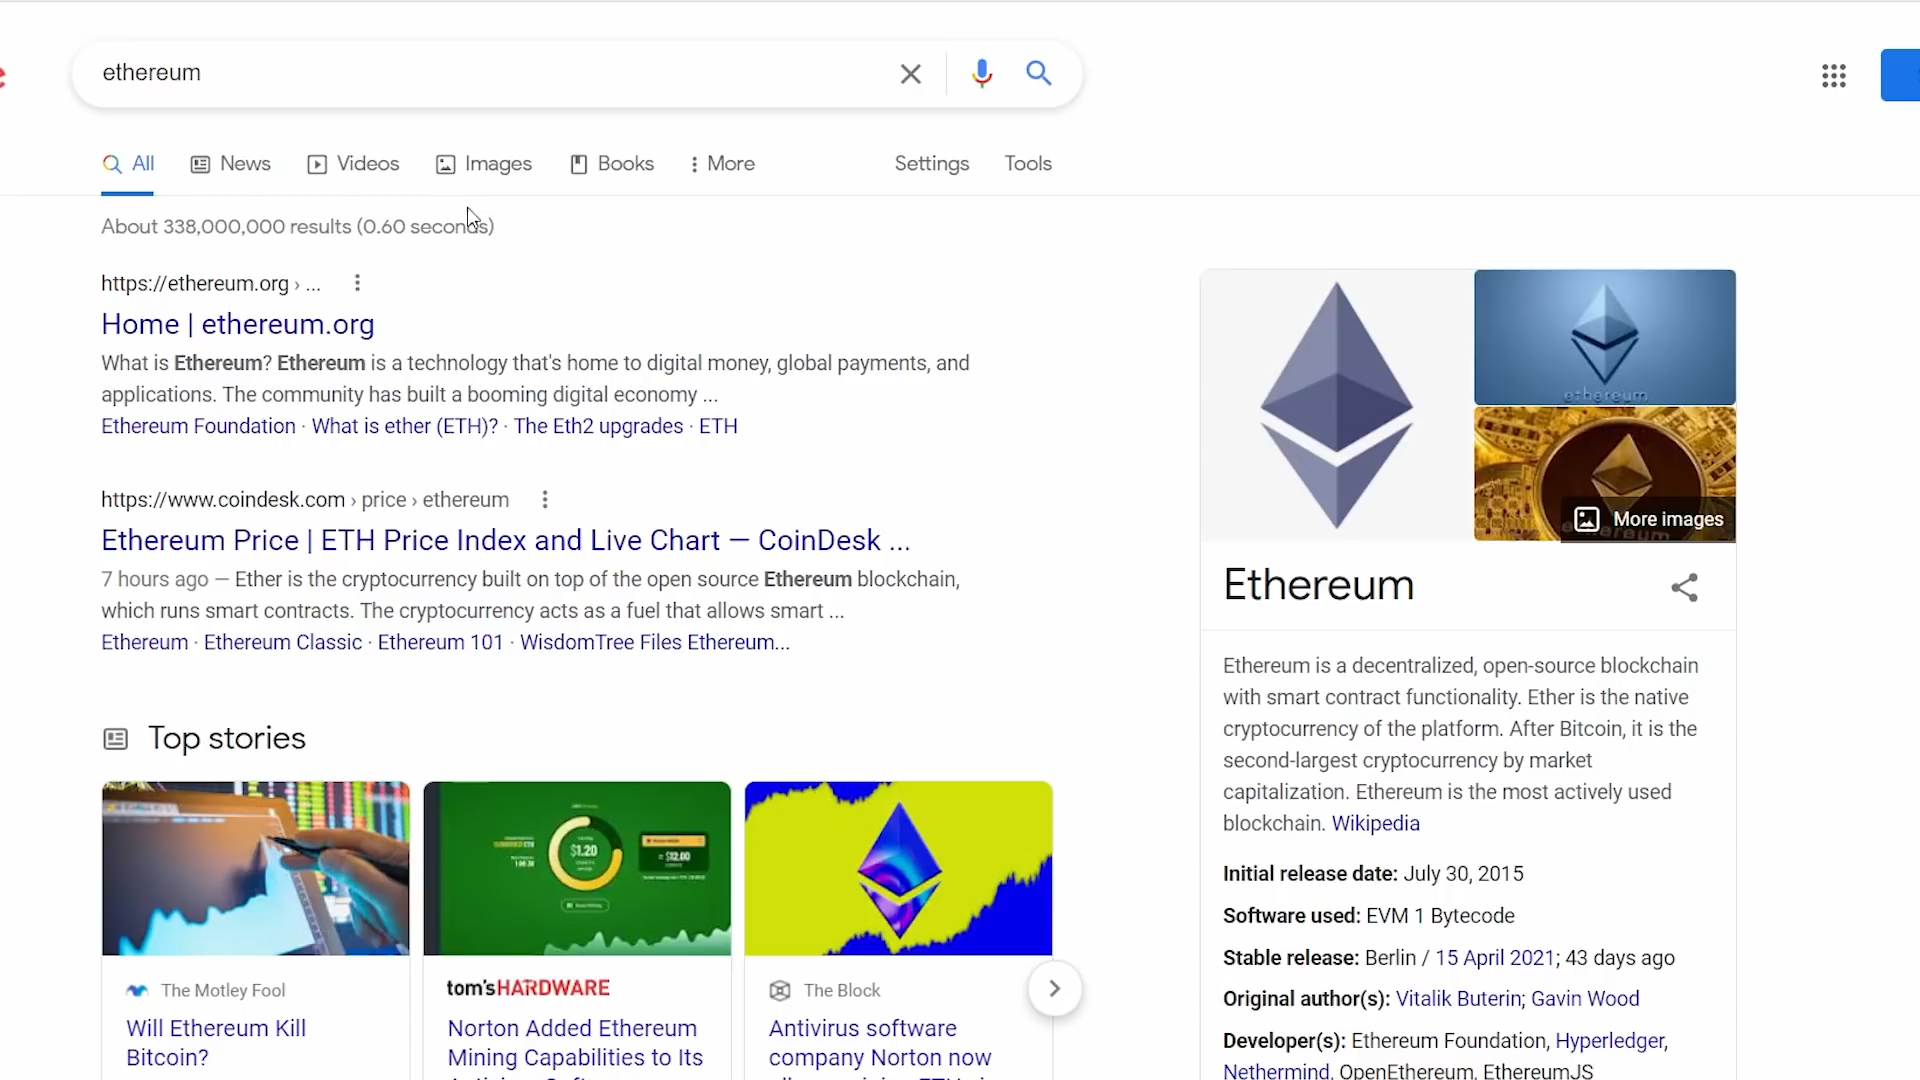 ethereum
All News Videos Images Books More Settings Tools
About 338,000,000 results (0.60 seconds)
https://ethereum.org › ...
Home | ethereum.org
What is Ethereum? Ethereum is a technology that's home to digital money, global payments, and
applications. The community has built a booming digital economy ...
Ethereum Foundation · What is ether (ETH)? · The Eth2 upgrades · ETH
https://www.coindesk.com › price › ethereum
Ethereum Price | ETH Price Index and Live Chart — CoinDesk ...
7 hours ago — Ether is the cryptocurrency built on top of the open source Ethereum blockchain,
which runs smart contracts. The cryptocurrency acts as a fuel that allows smart ...
Ethereum · Ethereum Classic · Ethereum 101 · WisdomTree Files Ethereum...
Top stories
$1.20
= $12.00
The Motley Fool
Will Ethereum Kill
Bitcoin?
tom's HARDWARE
Norton Added Ethereum
Mining Capabilities to Its
The Block
Antivirus software
company Norton now
ethereum
More images
Ethereum
Ethereum is a decentralized, open-source blockchain
with smart contract functionality. Ether is the native
cryptocurrency of the platform. After Bitcoin, it is the
second-largest cryptocurrency by market
capitalization. Ethereum is the most actively used
blockchain. Wikipedia
Initial release date: July 30, 2015
Software used: EVM 1 Bytecode
Stable release: Berlin / 15 April 2021; 43 days ago
Original author(s): Vitalik Buterin; Gavin Wood
Developer(s): Ethereum Foundation, Hyperledger,
Nethermind, OpenEthereum, EthereumJS